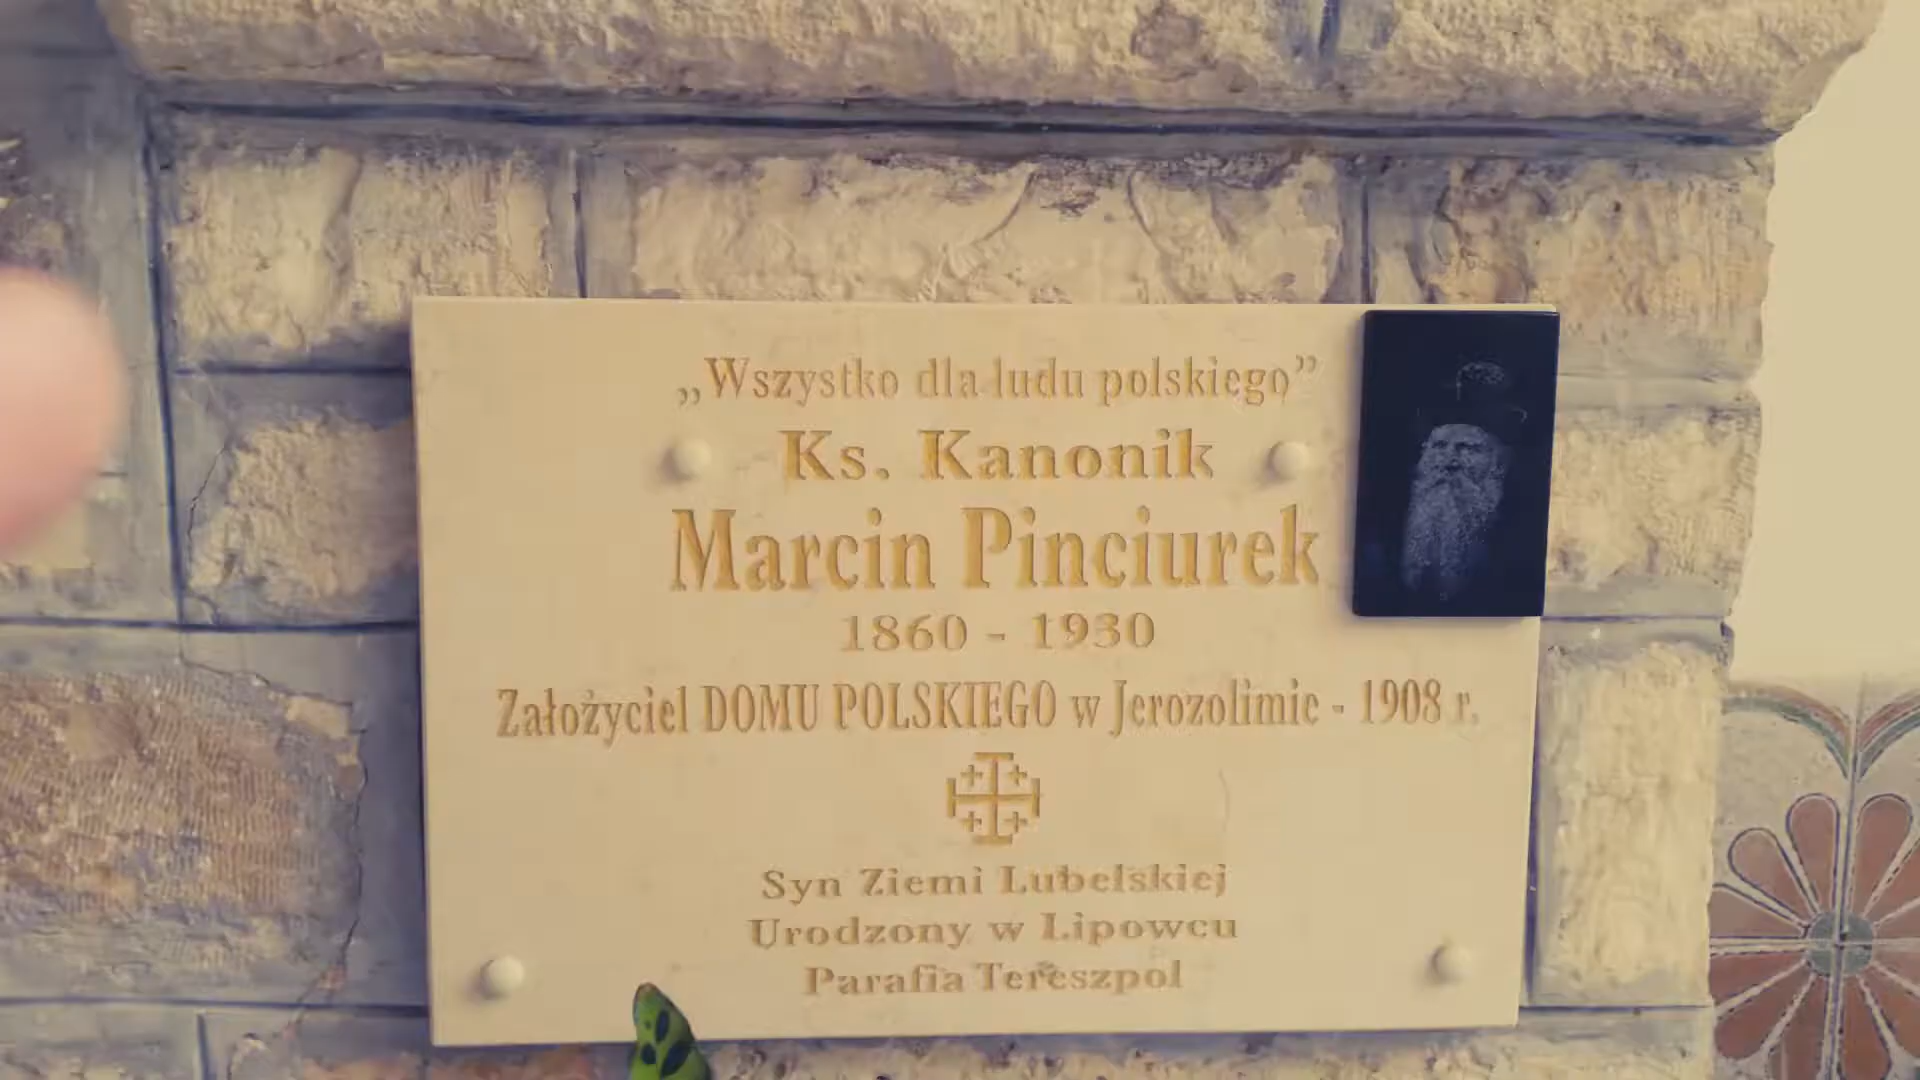 „Wszystko dla ludu polskiego”
Ks. Kanonik
Marcin Pinciurek
1860 - 1930
Założyciel DOMU POLSKIEGO w Jerozolimie - 1908 r.
Syn Ziemi Lubelskiej
Urodzony w Lipowcu
Parafia Tereszpol